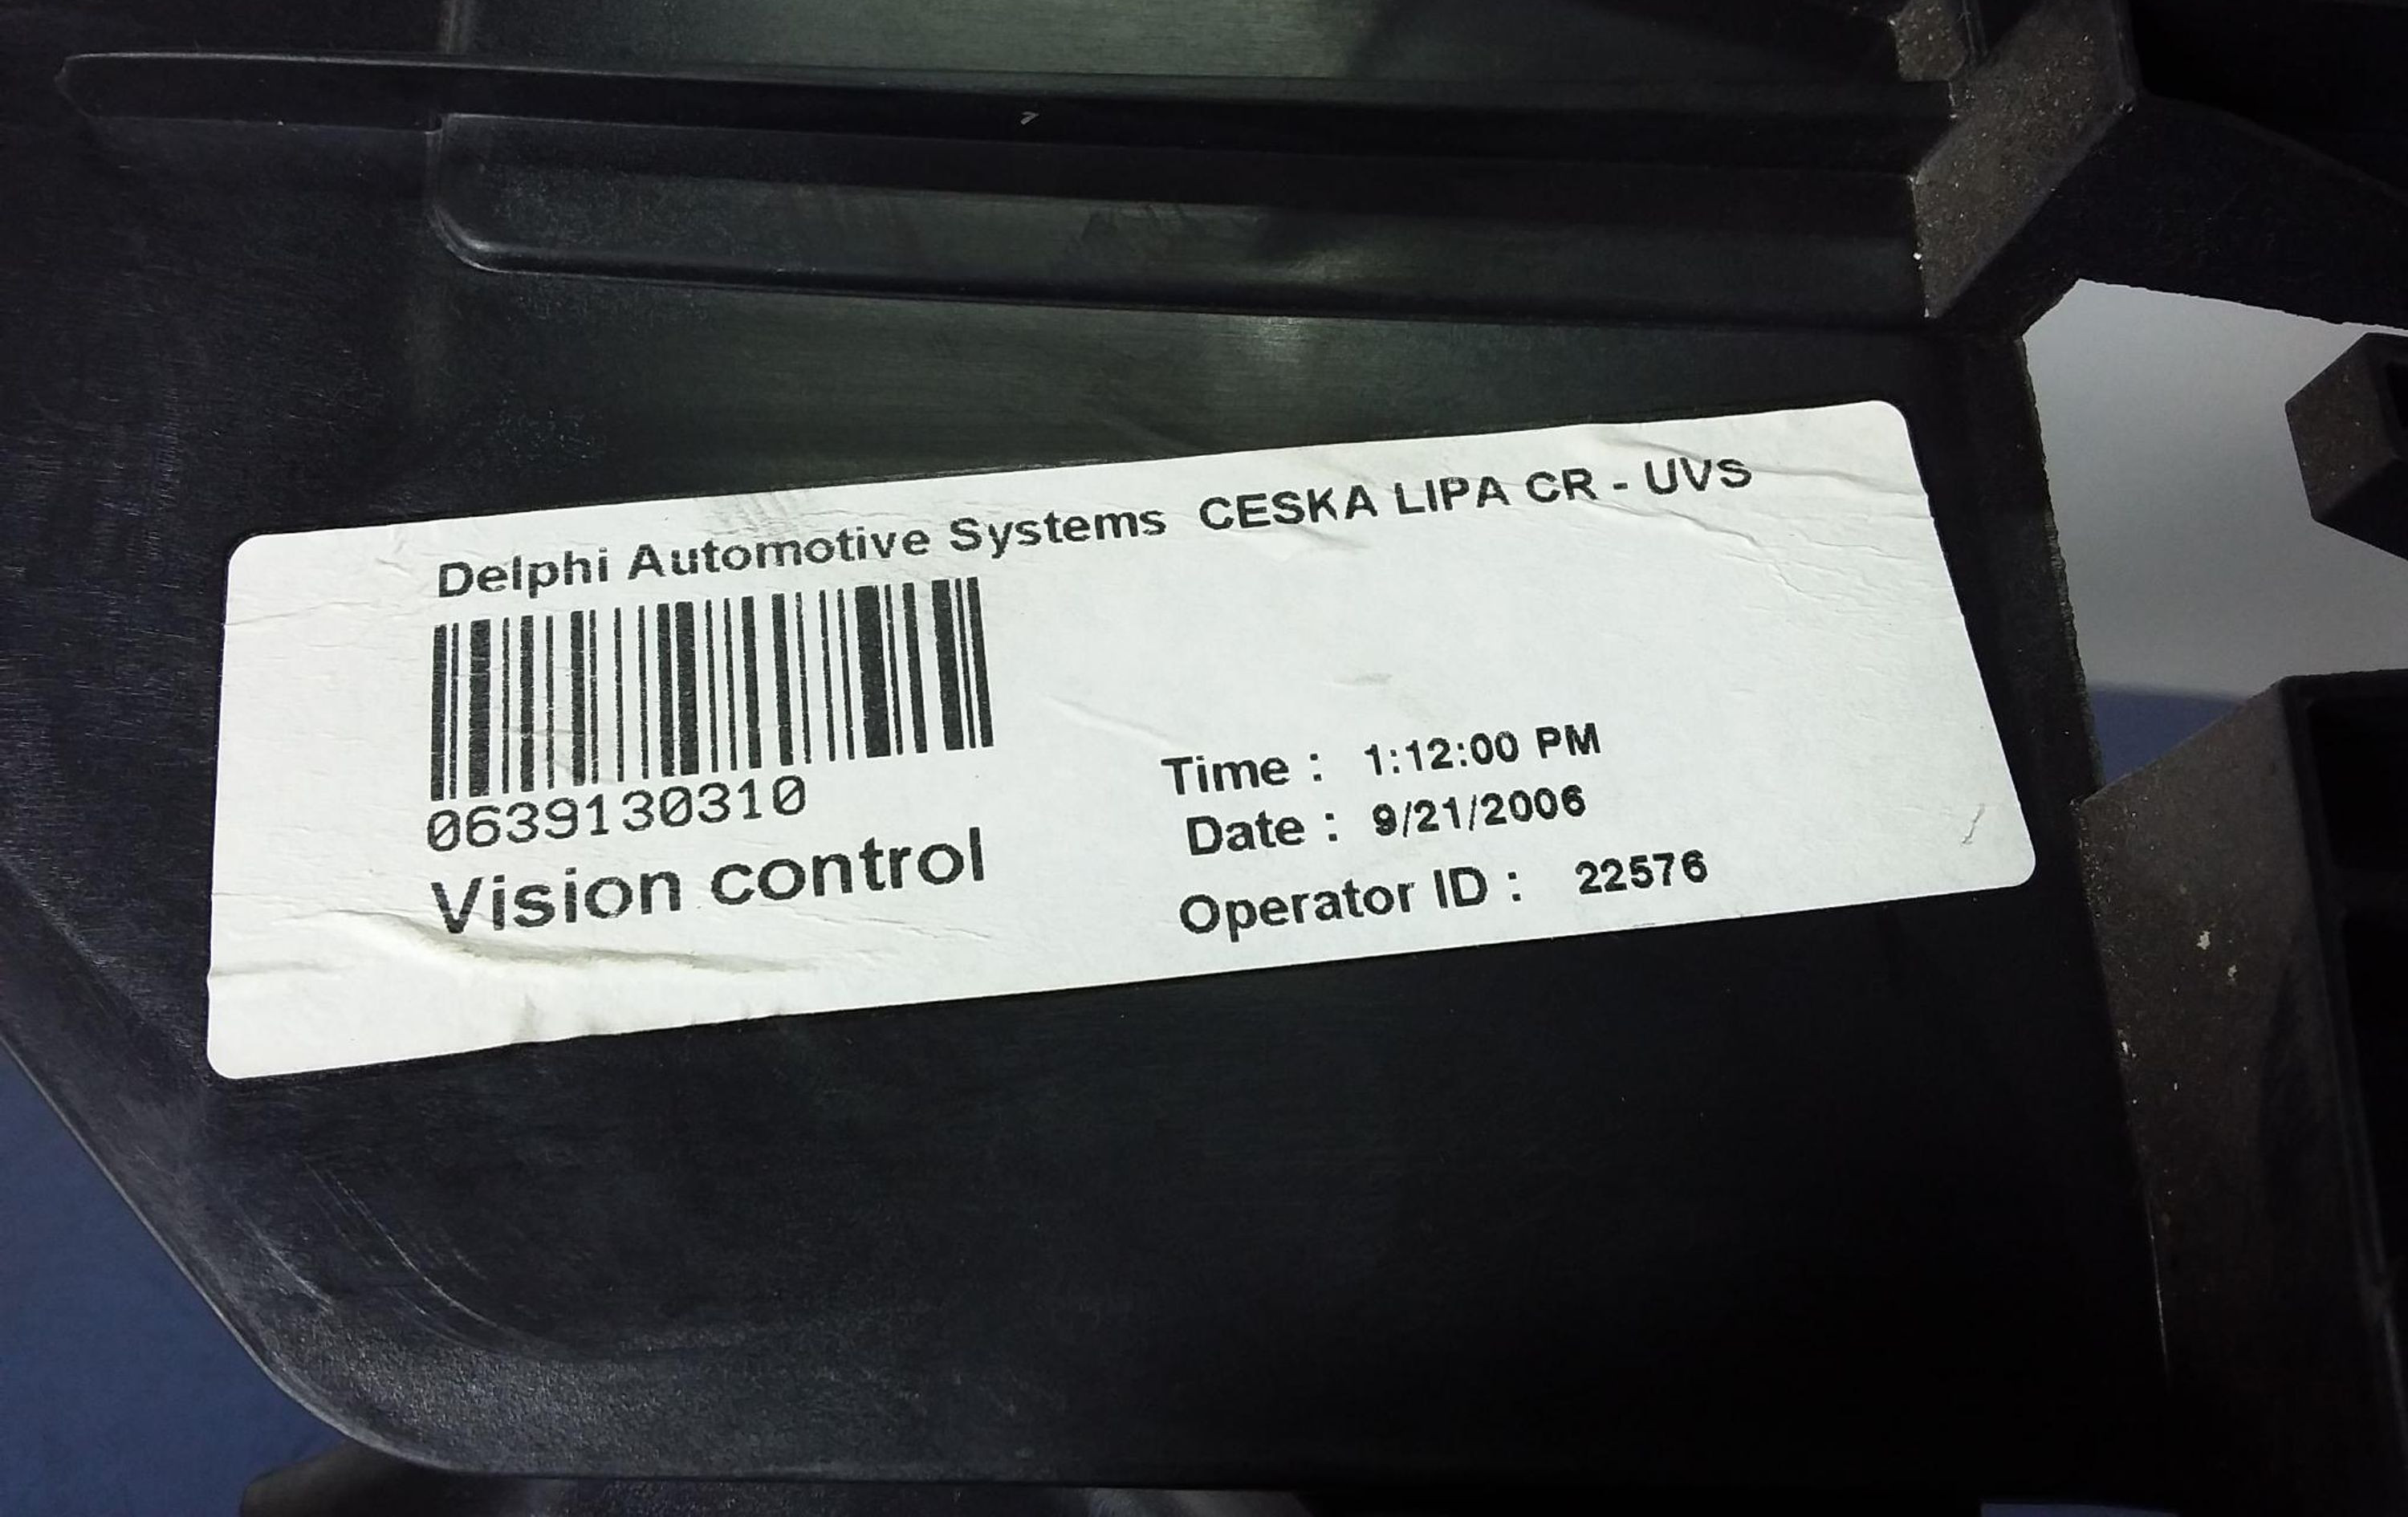 Delphi Automotive Systems CESKA LIPA CR - UVS
0639130310
Vision control
Time : 1:12:00 PM
Date : 9/21/2006
Operator ID : 22576